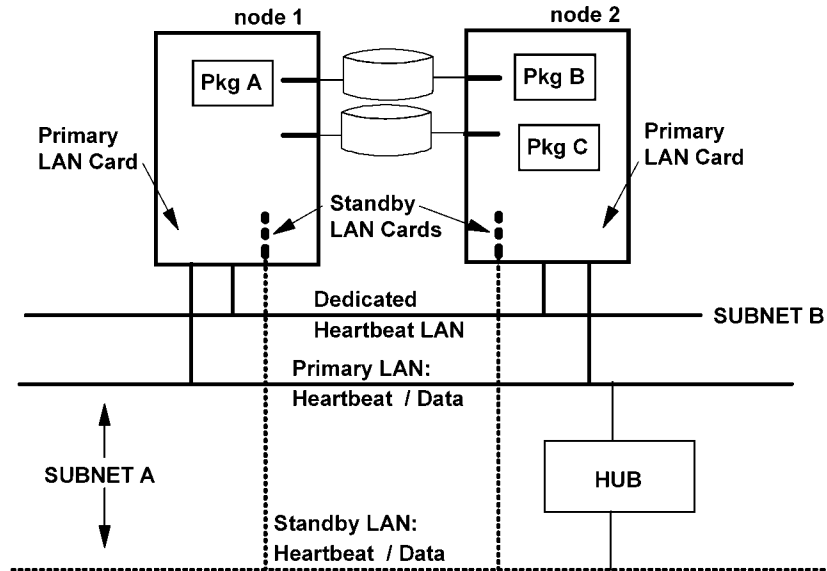 node 1
node 2
Pkg A
Pkg B
Pkg C
Primary
LAN Card
Primary
LAN Card
Standby
LAN Cards
Dedicated
Heartbeat LAN
SUBNET B
Primary LAN:
Heartbeat / Data
SUBNET A
HUB
Standby LAN:
Heartbeat / Data